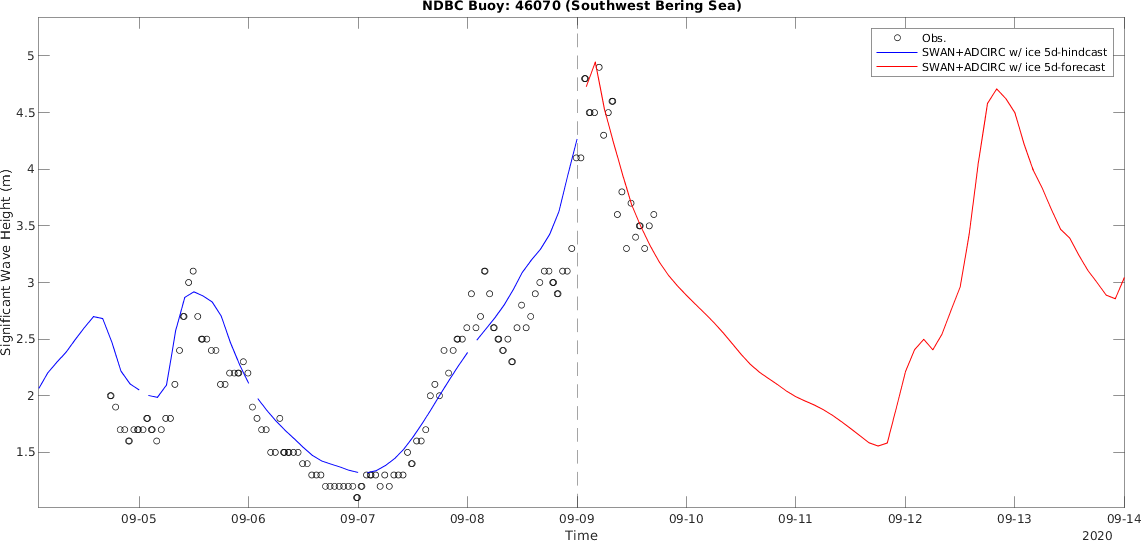 NDBC Buoy: 46070 (Southwest Bering Sea)
Obs.
SWAN+ADCIRC w/ ice 5d-hindcast
SWAN+ADCIRC w/ ice 5d-forecast
Significant Wave Height (m)
5
4.5
4
3.5
3
2.5
2
1.5
09-05 09-06 09-07 09-08 09-09 09-10 09-11 09-12 09-13 09-14
Time
2020